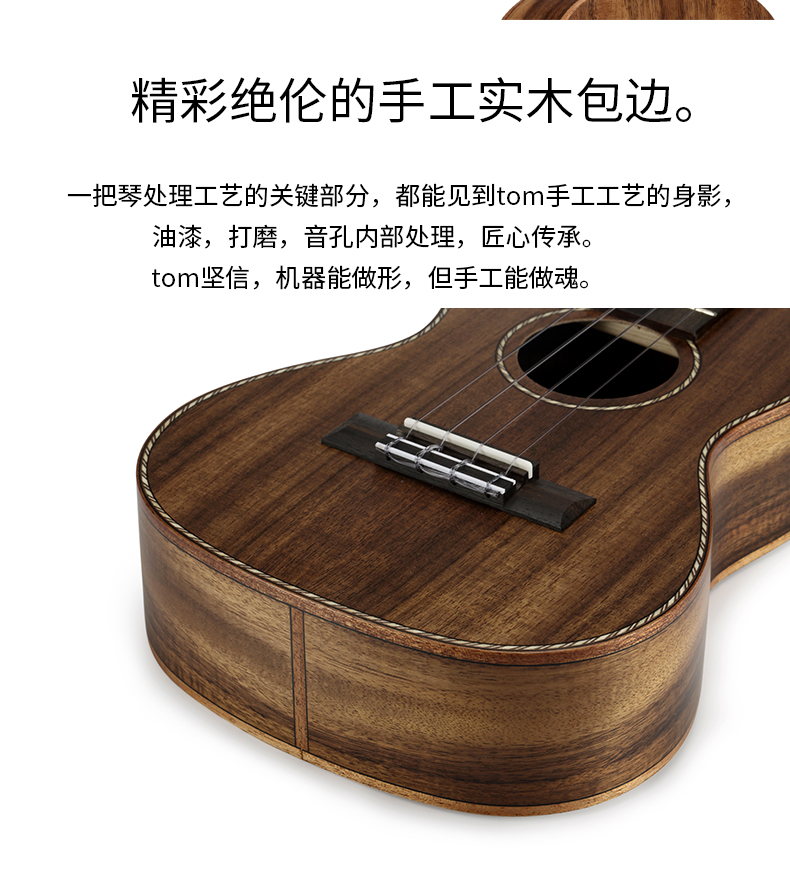 精彩绝伦的手工实木包边。
一把琴处理工艺的关键部分，都能见到tom手工工艺的身影，
油漆，打磨，音孔内部处理，匠心传承。
tom坚信，机器能做形，但手工能做魂。